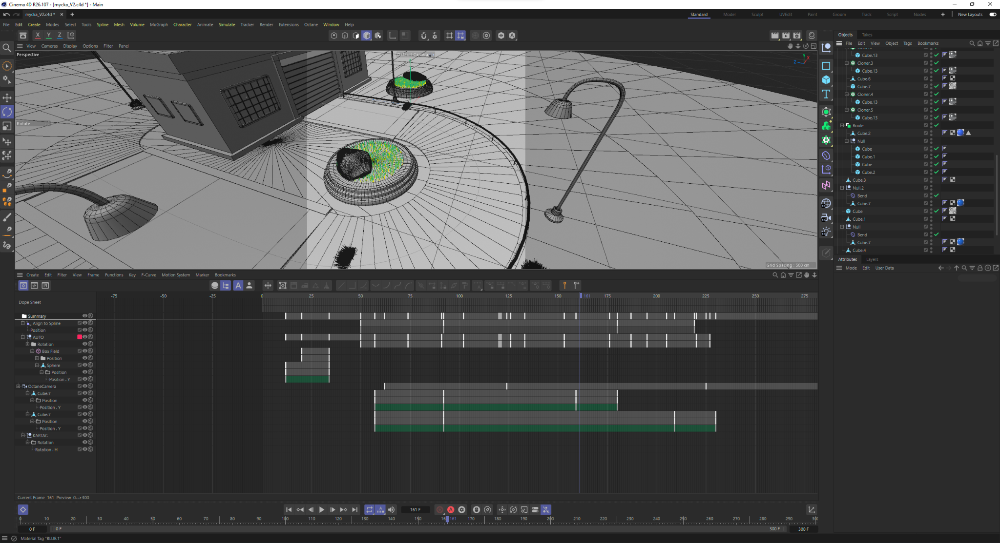 Cinema 4D R26.107 - [mycka_V2.c4d *] - Main
mycka_V2.c4d *
Standard Model Sculpt UVEdit Paint Groom Track Script Nodes New Layouts
File Edit Create Modes Select Tools Spline Mesh Volume MoGraph Character Animate Simulate Tracker Render Extensions Octane Window Help
X Y Z
View Cameras Display Options Filter Panel
Perspective
Default Camera
Y
X
Z
Rotate
Grid Spacing : 500 cm
Objects Takes
File Edit View Object Tags Bookmarks
Cube.13
Cloner.3
Cube.13
Cube.6
Cube.7
Cloner.4
Cube.13
Cloner.5
Cube.13
Boole
Cube.2
Null
Cube
Cube.1
Cube
Cube.2
Cube.3
Null.2
Bend
Cube.7
Cube
Cube.1
Null
Bend
Cube.7
Cube.4
Attributes Layers
Mode Edit User Data
Create Edit Filter View Frame Functions Key F-Curve Motion System Marker Bookmarks
-75 -50 -25 0 25 50 75 100 125 150 161 175 200 225 250 275
Dope Sheet
Summary
Align to Spline
Position
AUTO
Rotation
Box Field
Position
Sphere
Position
Position . Y
OctaneCamera
Cube.7
Position
Position . Y
Cube.7
Position
Position . Y
KARTAC
Rotation
Rotation . H
Current Frame 161 Preview 0-->300
161 F
0 10 20 30 40 50 60 70 80 90 100 110 120 130 140 150 161 170 180 190 200 210 220 230 240 250 260 270 280 290 30
0 F 0 F 300 F 300 F
Material Tag "BLUE.1"